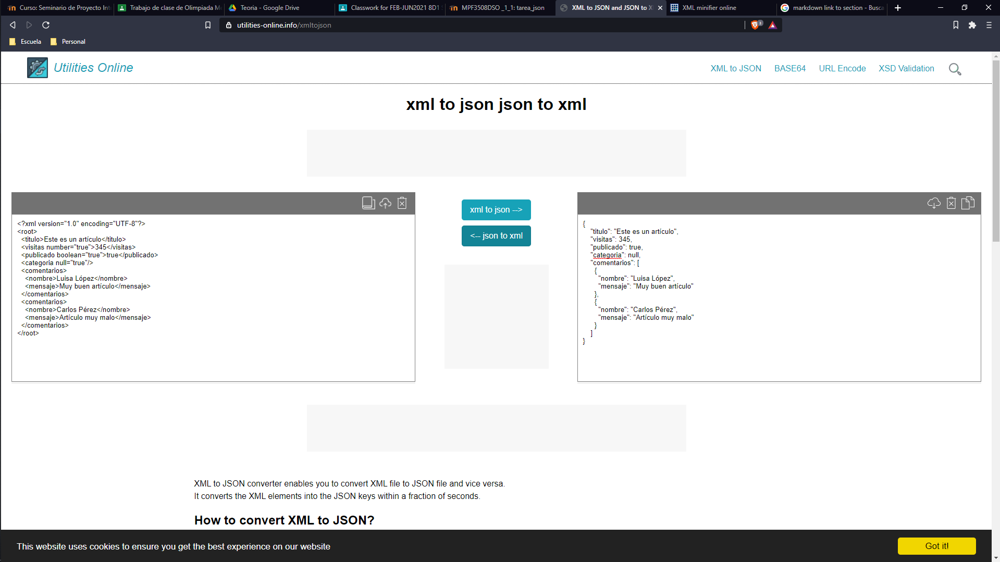 Curso: Seminario de Proyecto Int
Trabajo de clase de Olimpiada M
Teoria - Google Drive
Classwork for FEB-JUN2021 8D1
MPF3508DSO _1_1: tarea_json
XML to JSON and JSON to X
XML minifier online
markdown link to section - Busca
utilities-online.info/xmltojson
3
Escuela
Personal
Utilities Online
XML to JSON
BASE64
URL Encode
XSD Validation
xml to json json to xml
xml to json -->
<-- json to xml
<?xml version="1.0" encoding="UTF-8"?>
<root>
  <titulo>Este es un artículo</titulo>
  <visitas number="true">345</visitas>
  <publicado boolean="true">true</publicado>
  <categoria null="true"/>
  <comentarios>
    <nombre>Luisa López</nombre>
    <mensaje>Muy buen artículo</mensaje>
  </comentarios>
  <comentarios>
    <nombre>Carlos Pérez</nombre>
    <mensaje>Artículo muy malo</mensaje>
  </comentarios>
</root>
{
    "titulo": "Este es un artículo",
    "visitas": 345,
    "publicado": true,
    "categoria": null,
    "comentarios": [
      {
        "nombre": "Luisa López",
        "mensaje": "Muy buen artículo"
      },
      {
        "nombre": "Carlos Pérez",
        "mensaje": "Artículo muy malo"
      }
    ]
}
XML to JSON converter enables you to convert XML file to JSON file and vice versa.
It converts the XML elements into the JSON keys within a fraction of seconds.
How to convert XML to JSON?
This website uses cookies to ensure you get the best experience on our website
Got it!